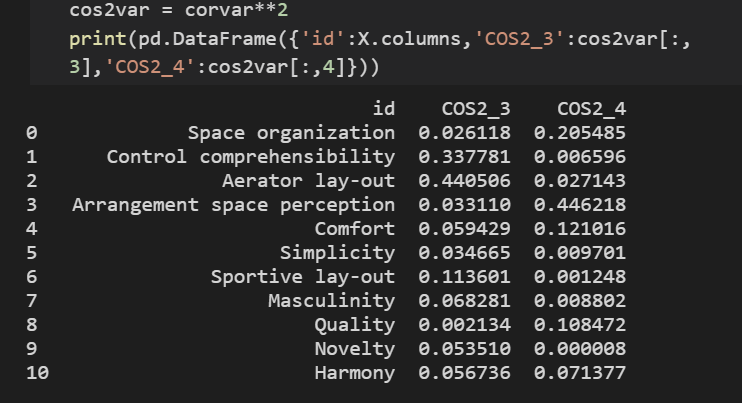 cos2var = corvar**2
print(pd.DataFrame({'id':X.columns,'COS2_3':cos2var[:,
3],'COS2_4':cos2var[:,4]}))
id COS2_3 COS2_4
0 Space organization 0.026118 0.205485
1 Control comprehensibility 0.337781 0.006596
2 Aerator lay-out 0.440506 0.027143
3 Arrangement space perception 0.033110 0.446218
4 Comfort 0.059429 0.121016
5 Simplicity 0.034665 0.009701
6 Sportive lay-out 0.113601 0.001248
7 Masculinity 0.068281 0.008802
8 Quality 0.002134 0.108472
9 Novelty 0.053510 0.000008
10 Harmony 0.056736 0.071377